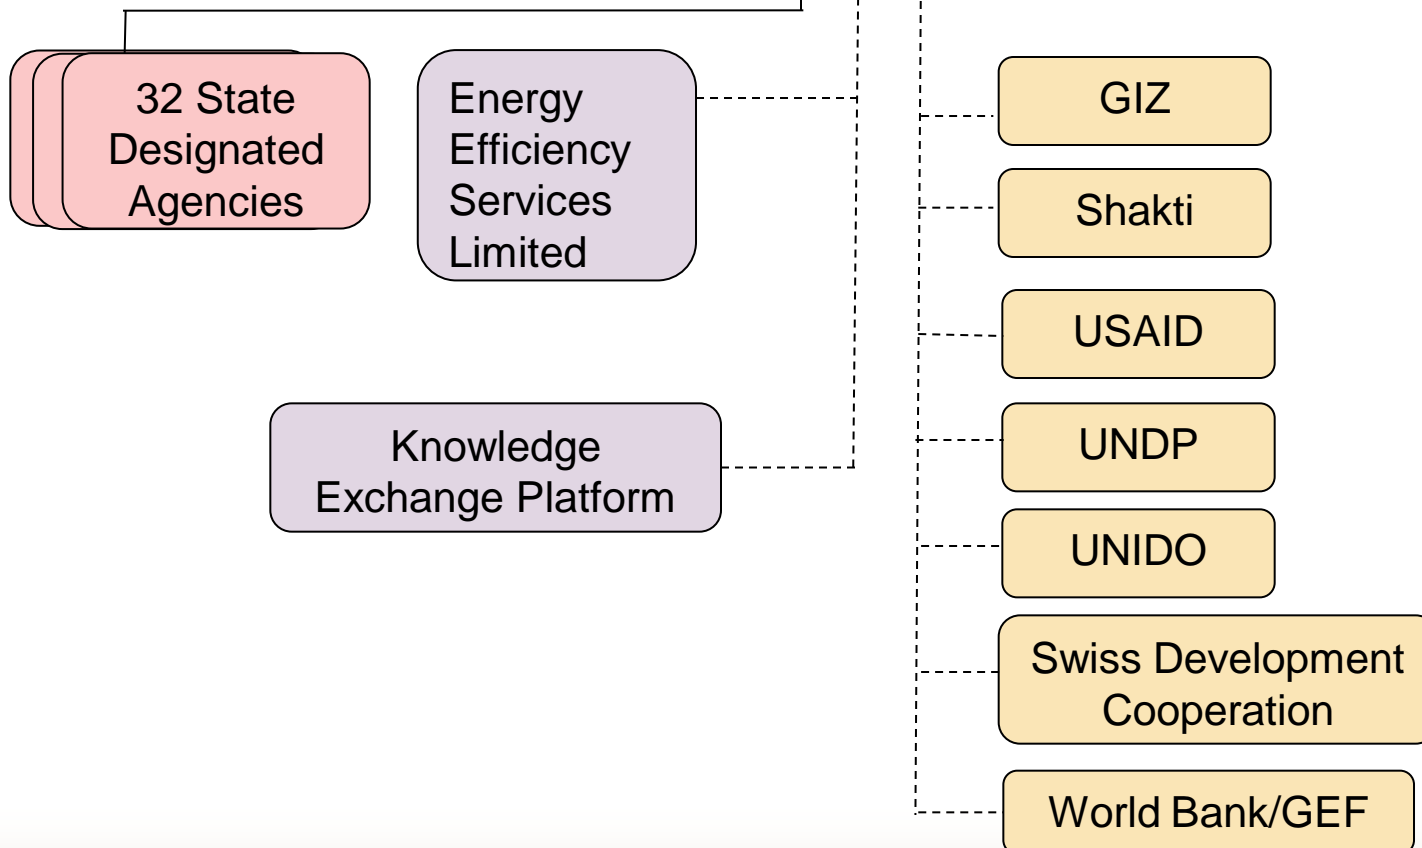 32 State
Designated
Agencies
Energy
Efficiency
Services
Limited
Knowledge
Exchange Platform
GIZ
Shakti
USAID
UNDP
UNIDO
Swiss Development
Cooperation
World Bank/GEF